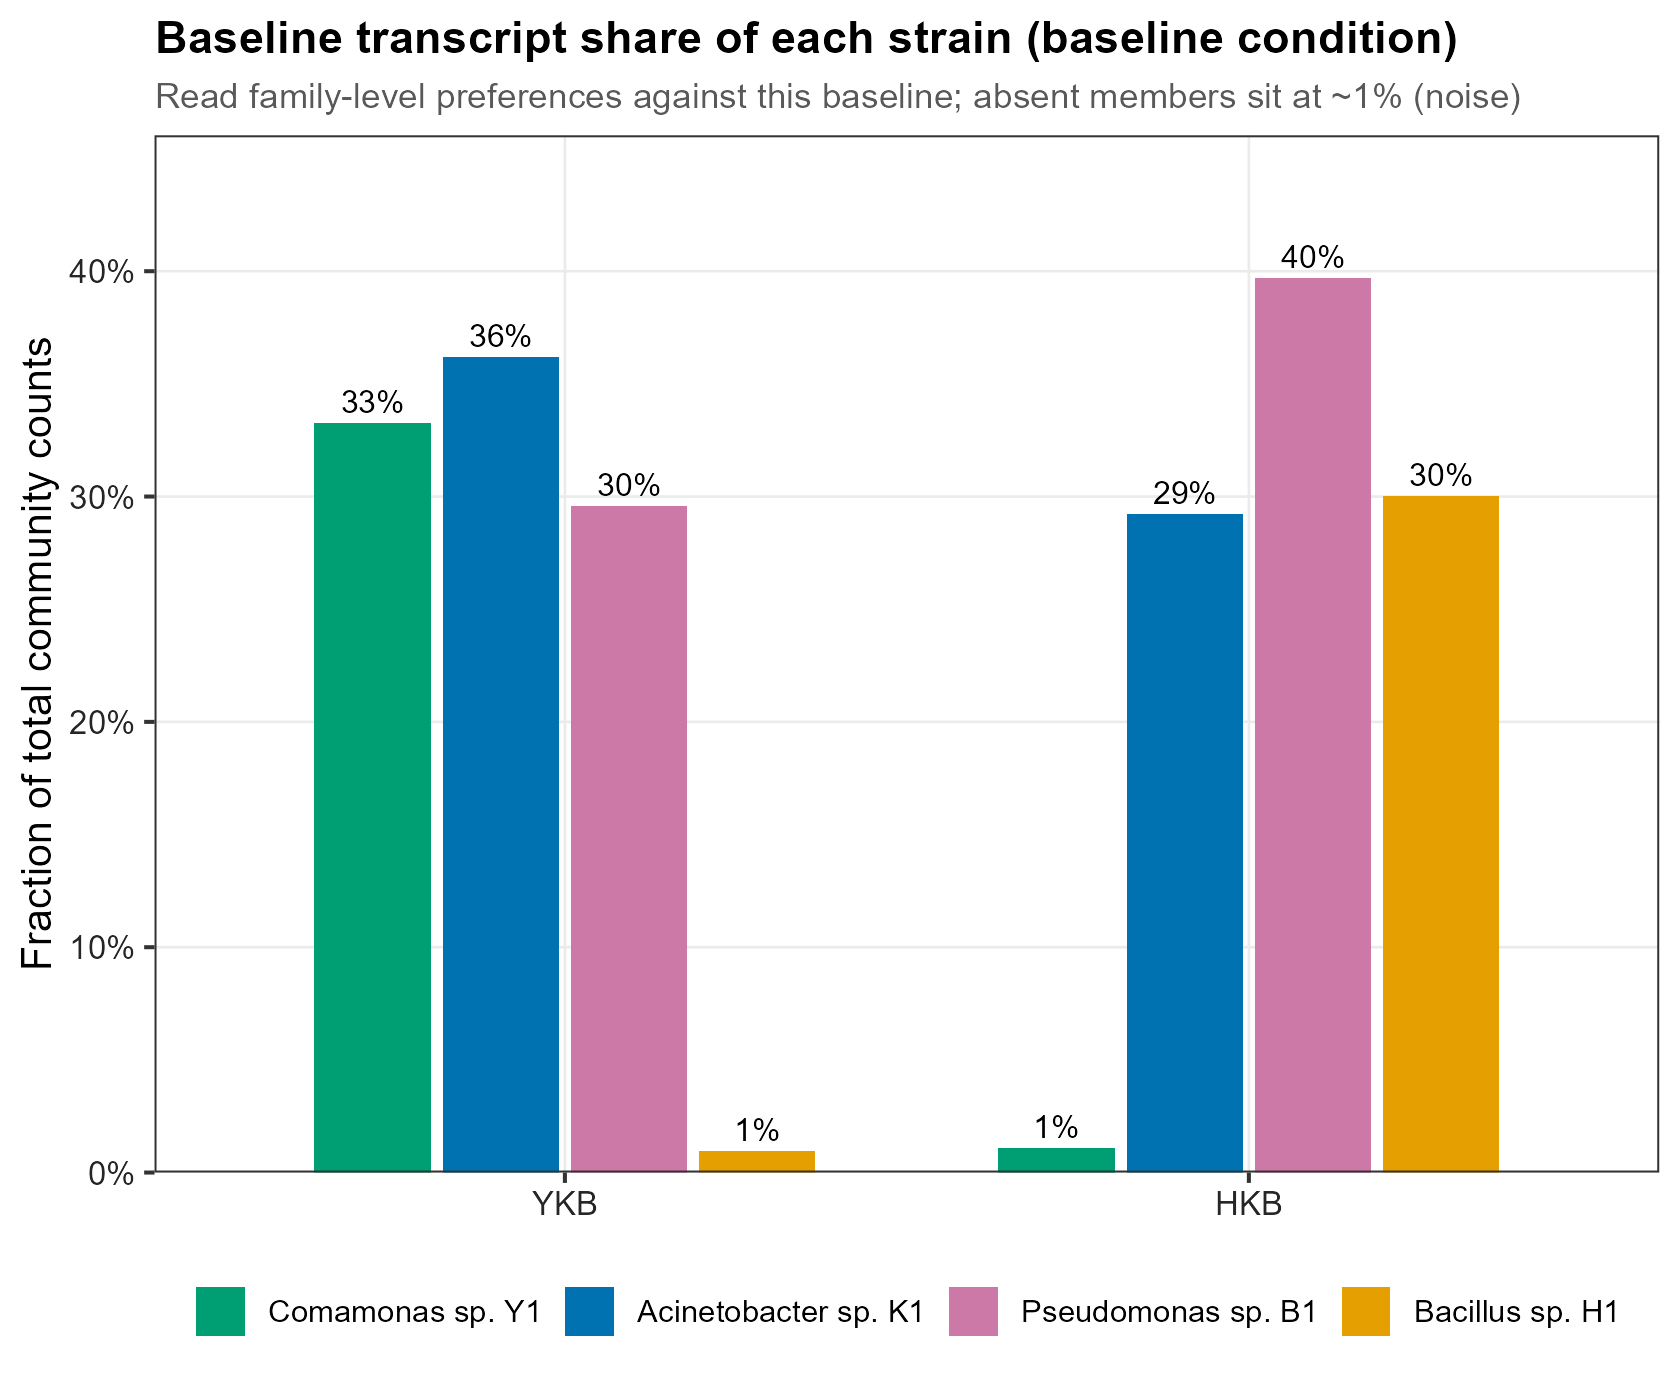 Baseline transcript share of each strain (baseline condition)
Read family-level preferences against this baseline; absent members sit at ~1% (noise)
Fraction of total community counts
40%
30%
20%
10%
0%
33%
36%
30%
1%
1%
29%
40%
30%
YKB
HKB
Comamonas sp. Y1
Acinetobacter sp. K1
Pseudomonas sp. B1
Bacillus sp. H1